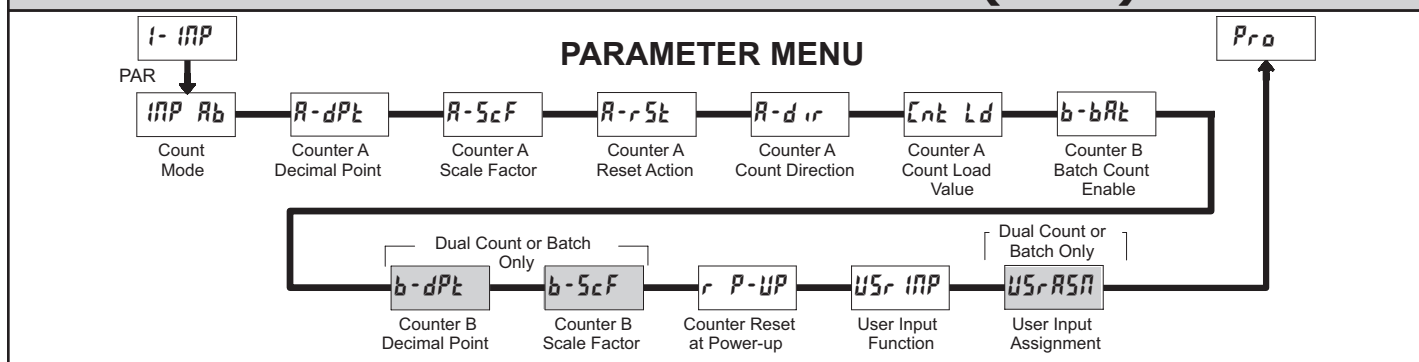 1- INP
PARAMETER MENU
Pro
PAR
INP Ab
A-dPt
A-ScF
A-rSt
A-dir
Cnt Ld
b-bAt
Count
Mode
Counter A
Decimal Point
Counter A
Scale Factor
Counter A
Reset Action
Counter A
Count Direction
Counter A
Count Load
Value
Counter B
Batch Count
Enable
Dual Count or Batch
Only
Dual Count or
Batch Only
b-dPt
b-ScF
r P-UP
USr INP
USrASN
Counter B
Decimal Point
Counter B
Scale Factor
Counter Reset
at Power-up
User Input
Function
User Input
Assignment